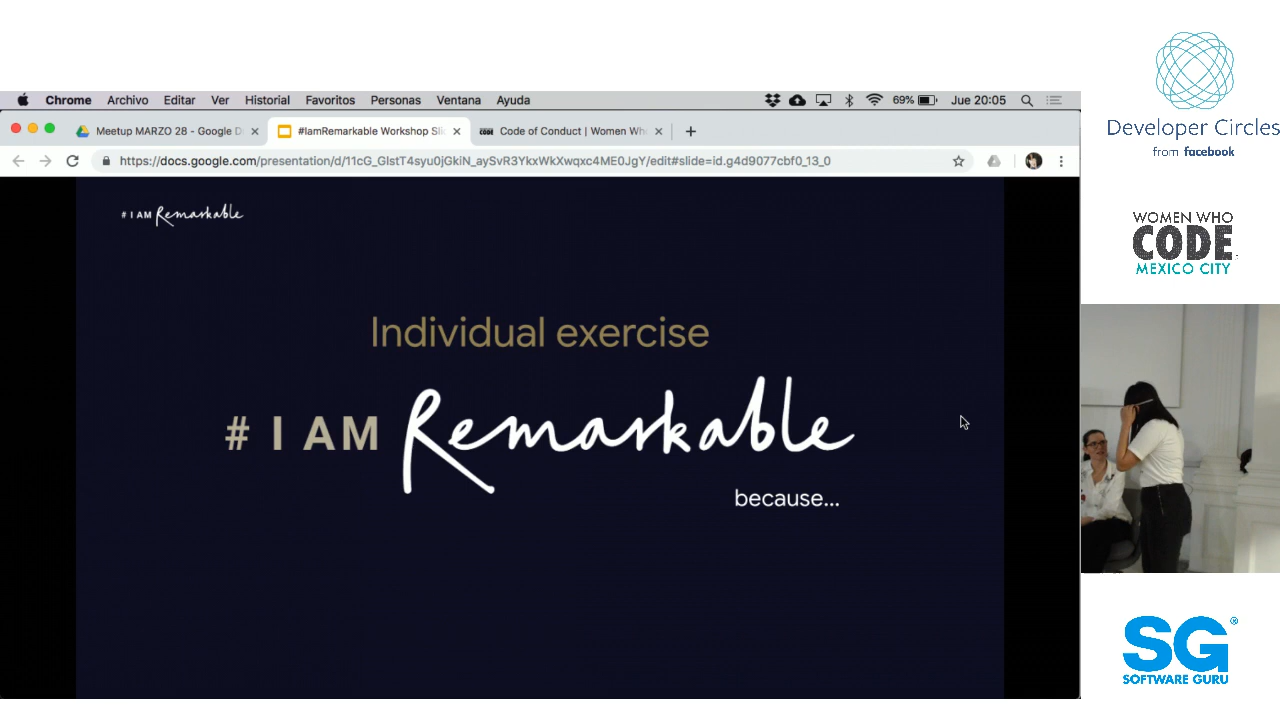 Chrome Archivo Editar Ver Historial Favoritos Personas Ventana Ayuda 69% Jue 20:05
Meetup MARZO 28 - Google D
#IamRemarkable Workshop Sli
Code of Conduct | Women Wh
https://docs.google.com/presentation/d/11cG_GlstT4syu0jGkiN_aySvR3YkxWkXwqxc4ME0JgY/edit#slide=id.g4d9077cbf0_13_0
# I AM Remarkable
Individual exercise
# I AM Remarkable
because...
Developer Circles
from facebook
WOMEN WHO
CODE
MEXICO CITY
SG®
SOFTWARE GURU